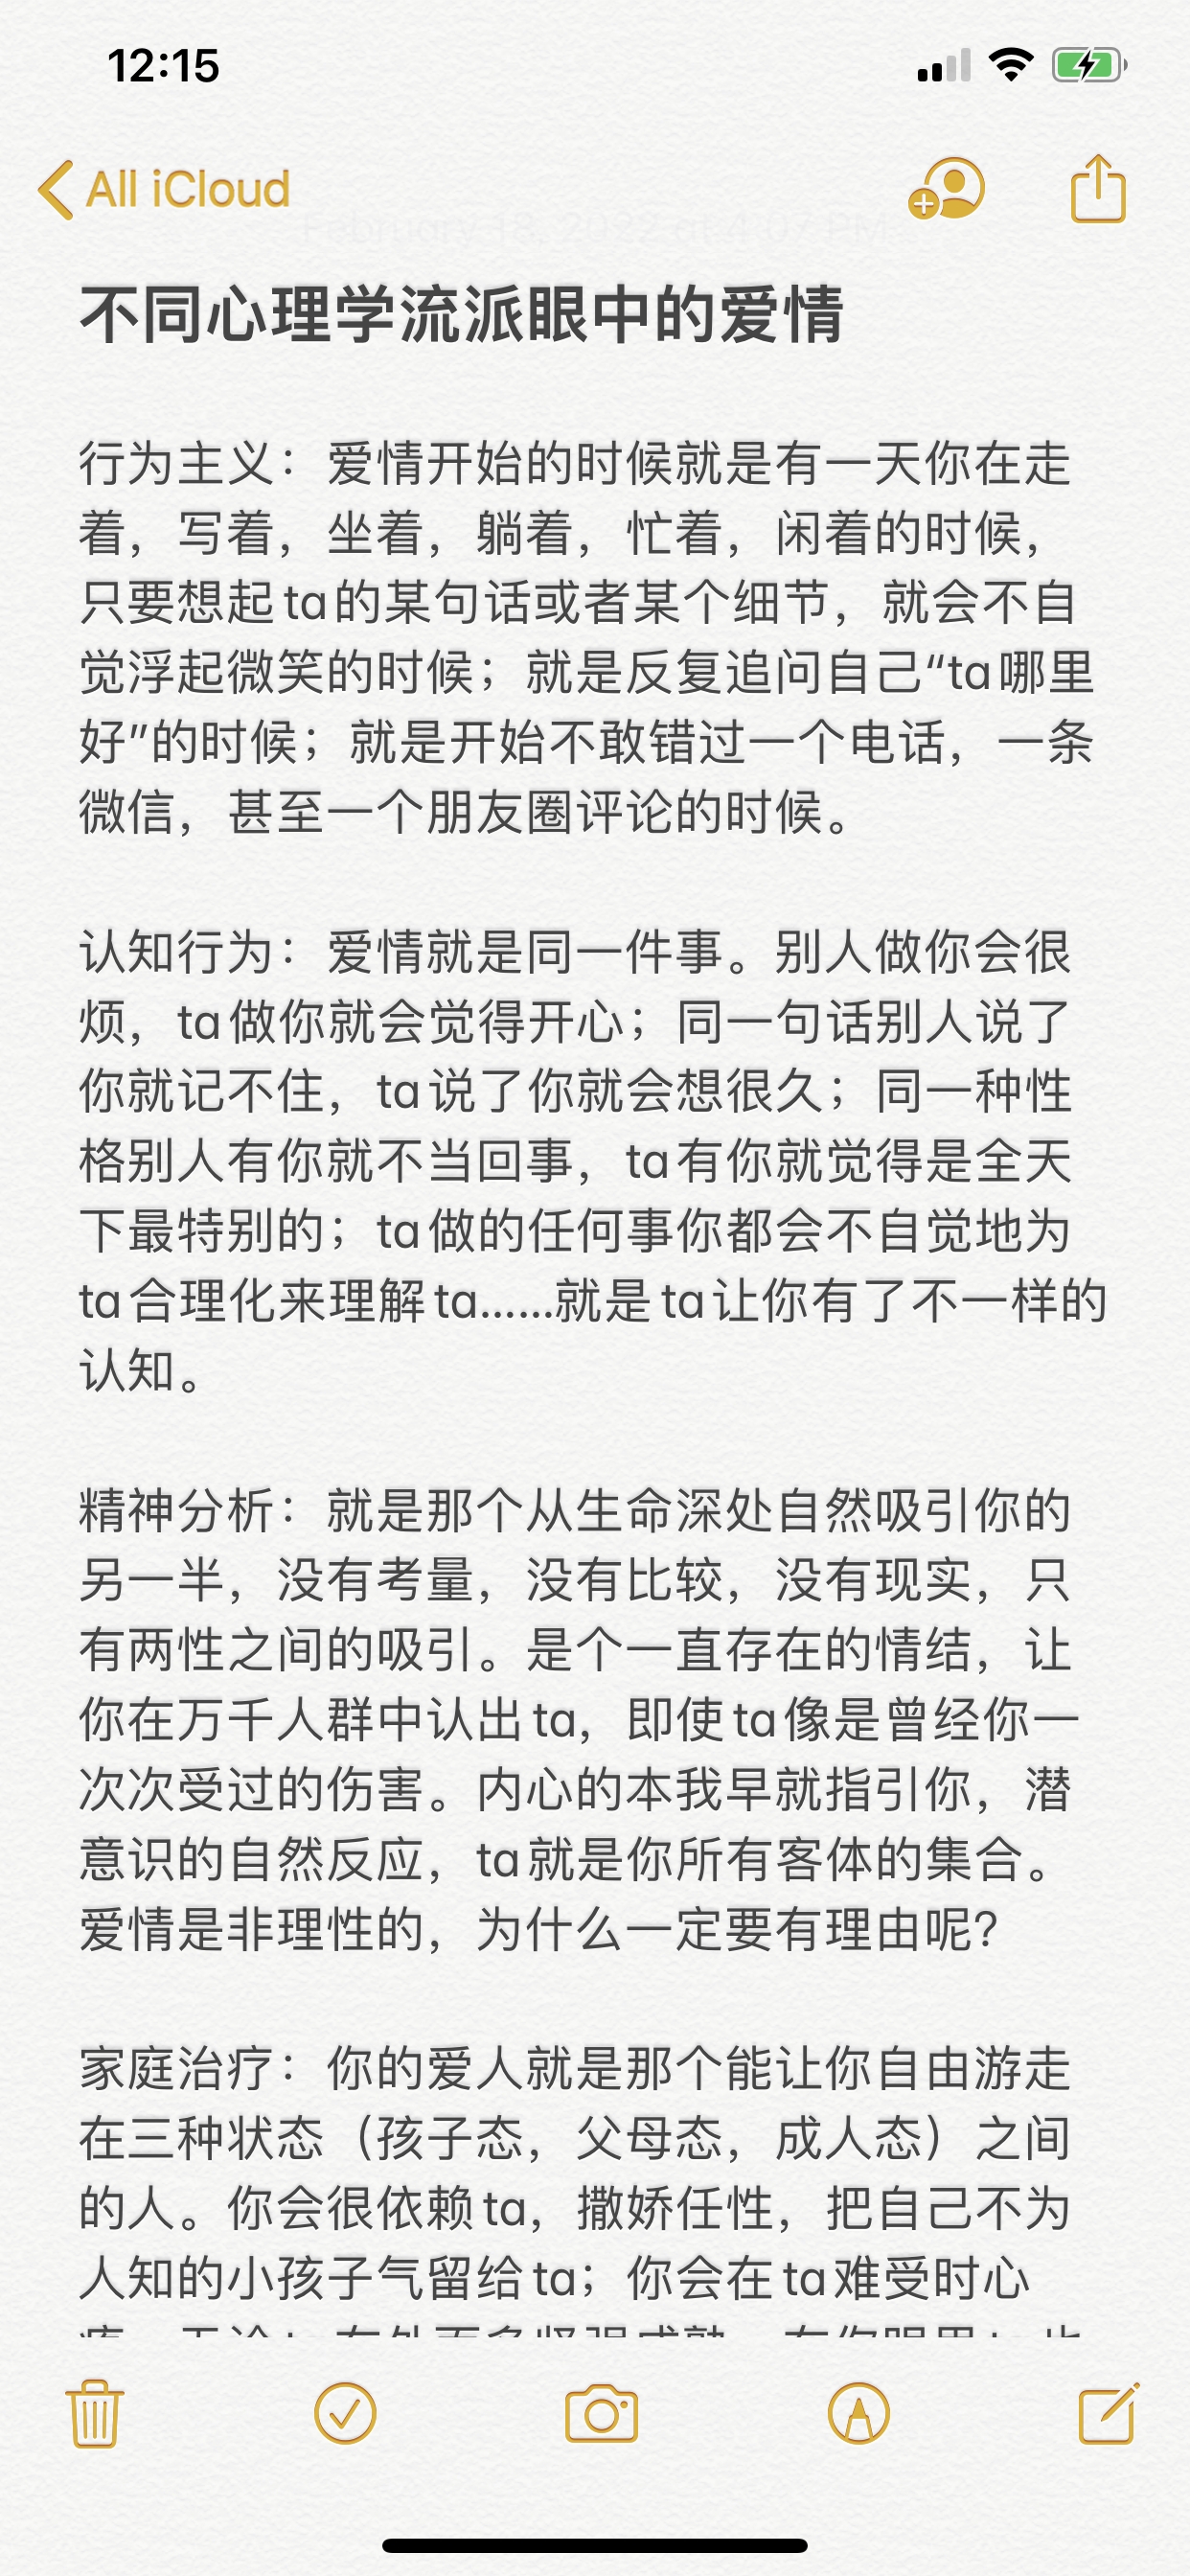 12:15
All iCloud
不同心理学流派眼中的爱情
行为主义：爱情开始的时候就是有一天你在走
着，写着，坐着，躺着，忙着，闲着的时候，
只要想起ta的某句话或者某个细节，就会不自
觉浮起微笑的时候；就是反复追问自己“ta哪里
好”的时候；就是开始不敢错过一个电话，一条
微信，甚至一个朋友圈评论的时候。
认知行为：爱情就是同一件事。别人做你会很
烦，ta做你就会觉得开心；同一句话别人说了
你就记不住，ta说了你就会想很久；同一种性
格别人有你就不当回事，ta有你就觉得是全天
下最特别的；ta做的任何事你都会不自觉地为
ta合理化来理解ta……就是ta让你有了不一样的
认知。
精神分析：就是那个从生命深处自然吸引你的
另一半，没有考量，没有比较，没有现实，只
有两性之间的吸引。是个一直存在的情结，让
你在万千人群中认出ta，即使ta像是曾经你一
次次受过的伤害。内心的本我早就指引你，潜
意识的自然反应，ta就是你所有客体的集合。
爱情是非理性的，为什么一定要有理由呢？
家庭治疗：你的爱人就是那个能让你自由游走
在三种状态（孩子态，父母态，成人态）之间
的人。你会很依赖ta，撒娇任性，把自己不为
人知的小孩子气留给ta；你会在ta难受时心